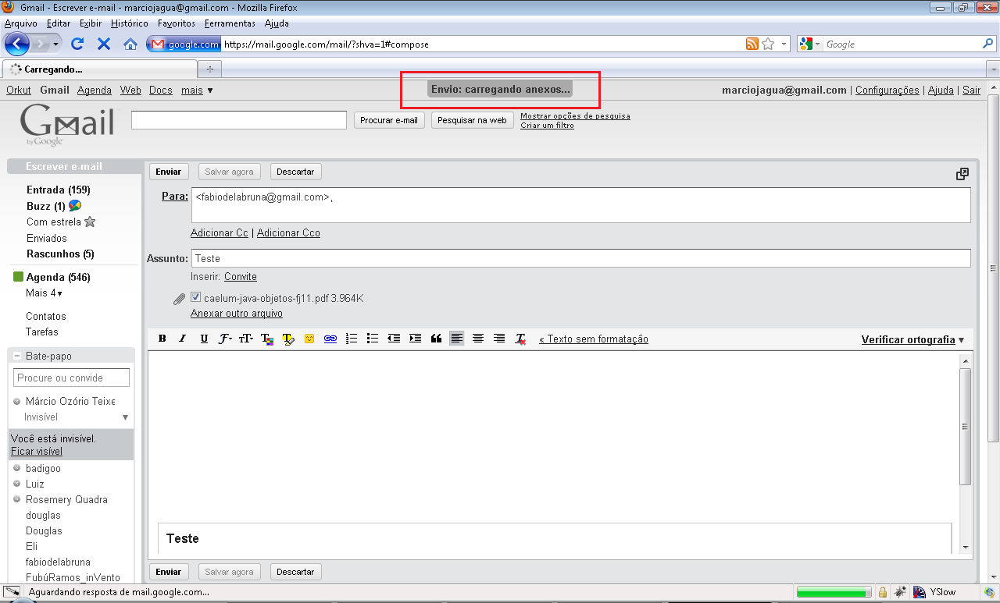 Gmail - Escrever e-mail - marciojagua@gmail.com - Mozilla Firefox
Arquivo Editar Exibir Histórico Favoritos Ferramentas Ajuda
google.com https://mail.google.com/mail/?shva=1#compose Google
Carregando...
Orkut Gmail Agenda Web Docs mais ▼ Envio: carregando anexos... marciojagua@gmail.com | Configurações | Ajuda | Sair
Gmail
by Google
Procurar e-mail Pesquisar na web Mostrar opções de pesquisa
Criar um filtro
Escrever e-mail
Entrada (159)
Buzz (1)
Com estrela
Enviados
Rascunhos (5)
Agenda (546)
Mais 4▼
Contatos
Tarefas
Bate-papo
Procure ou convide
Márcio Ozório Teixe
Invisível ▼
Você está invisível.
Ficar visível
badigoo
Luiz
Rosemery Quadra
douglas
Douglas
Eli
fabiodelabruna
FubúRamos_inVento
Enviar Salvar agora Descartar
Para: <fabiodelabruna@gmail.com>,
Adicionar Cc | Adicionar Cco
Assunto: Teste
Inserir: Convite
caelum-java-objetos-fj11.pdf 3.964K
Anexar outro arquivo
B I U « Texto sem formatação Verificar ortografia ▼
Teste
Enviar Salvar agora Descartar
Aguardando resposta de mail.google.com... YSlow